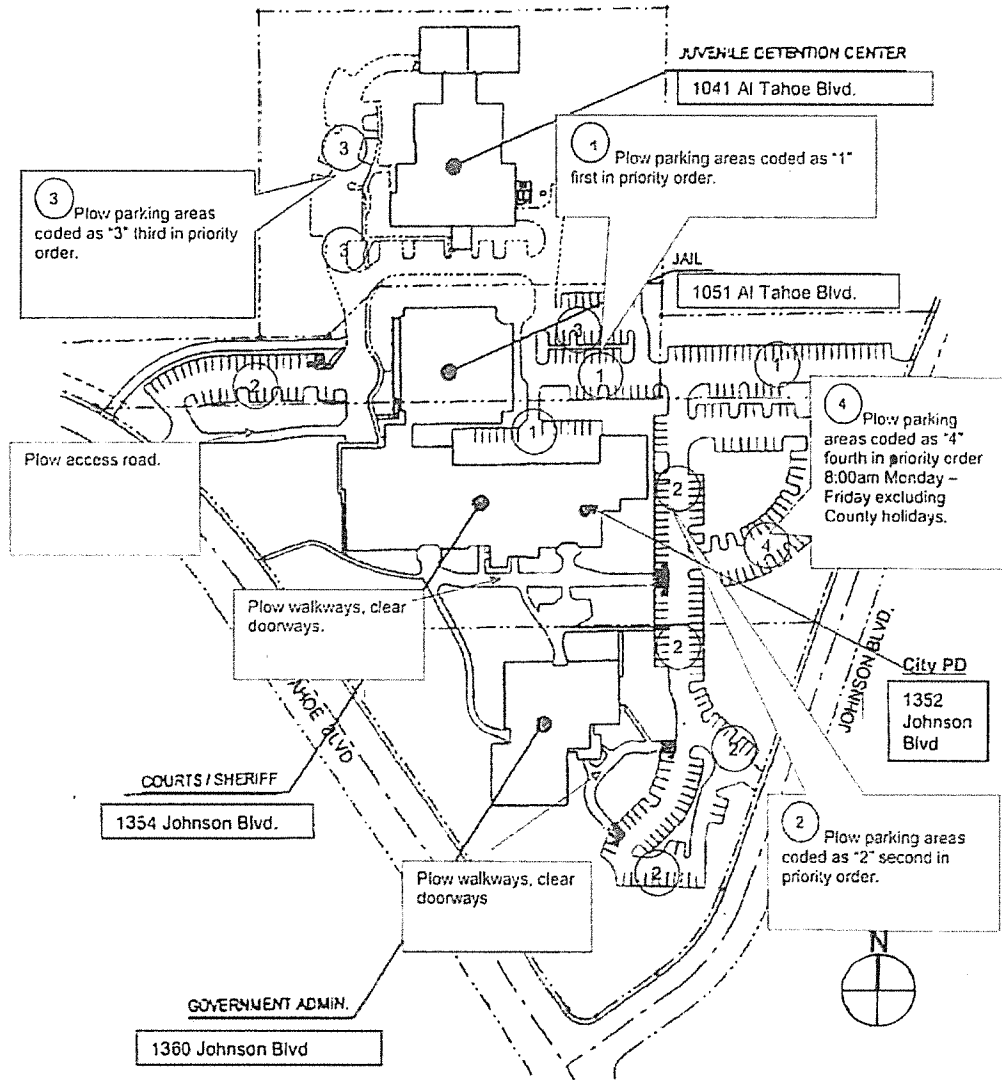 JUVENILE DETENTION CENTER
1041 Al Tahoe Blvd.
1
Plow parking areas coded as "1"
first in priority order.
3
3
Plow parking areas
coded as "3" third in priority
order.
3
JAIL
1051 Al Tahoe Blvd.
3
1
1
2
1
4
Plow parking
areas coded as "4"
fourth in priority order
8:00am Monday –
Friday excluding
County holidays.
Plow access road.
2
4
Plow walkways, clear
doorways.
2
City PD
1352
Johnson
Blvd
JOHNSON BLVD.
AHOE BLVD
2
COURTS / SHERIFF
1354 Johnson Blvd.
2
Plow parking areas
coded as "2" second in
priority order.
2
Plow walkways, clear
doorways
N
GOVERNMENT ADMIN.
1360 Johnson Blvd